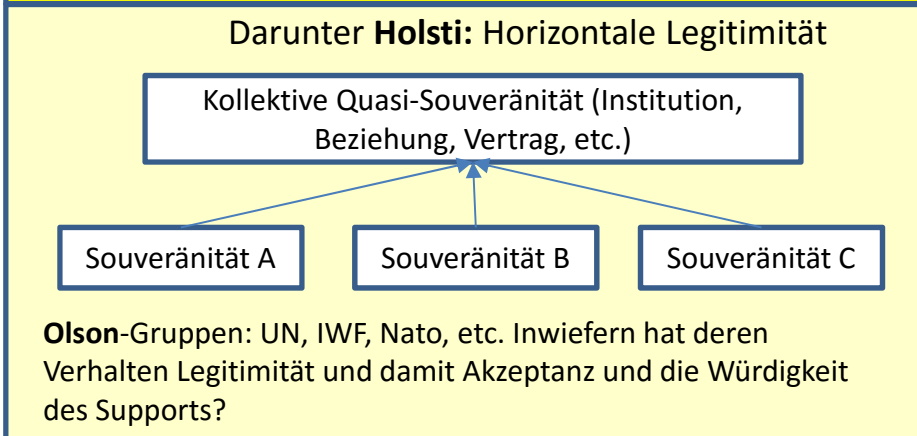 Darunter Holsti: Horizontale Legitimität
Kollektive Quasi-Souveränität (Institution,
Beziehung, Vertrag, etc.)
Souveränität A
Souveränität B
Souveränität C
Olson-Gruppen: UN, IWF, Nato, etc. Inwiefern hat deren
Verhalten Legitimität und damit Akzeptanz und die Würdigkeit
des Supports?